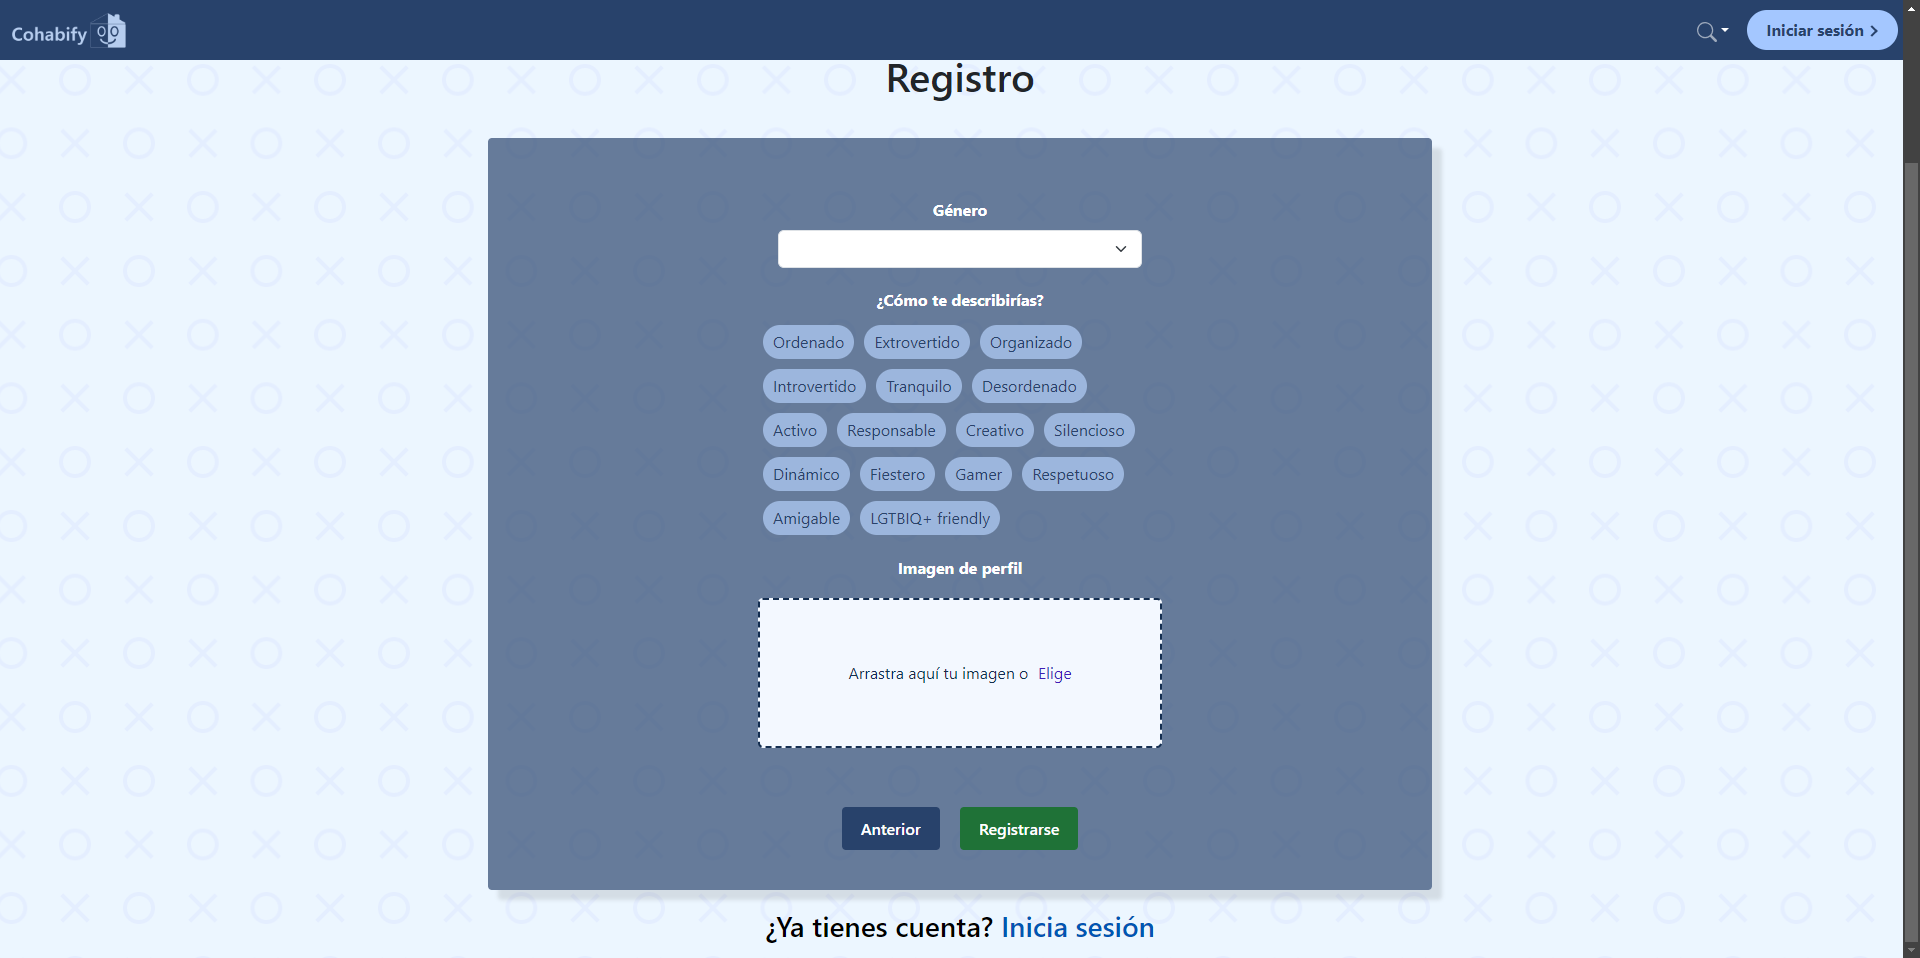 Cohabify
Iniciar sesión
Registro
Género
¿Cómo te describirías?
Ordenado Extrovertido Organizado
Introvertido Tranquilo Desordenado
Activo Responsable Creativo Silencioso
Dinámico Fiestero Gamer Respetuoso
Amigable LGTBIQ+ friendly
Imagen de perfil
Arrastra aquí tu imagen o Elige
Anterior Registrarse
¿Ya tienes cuenta? Inicia sesión